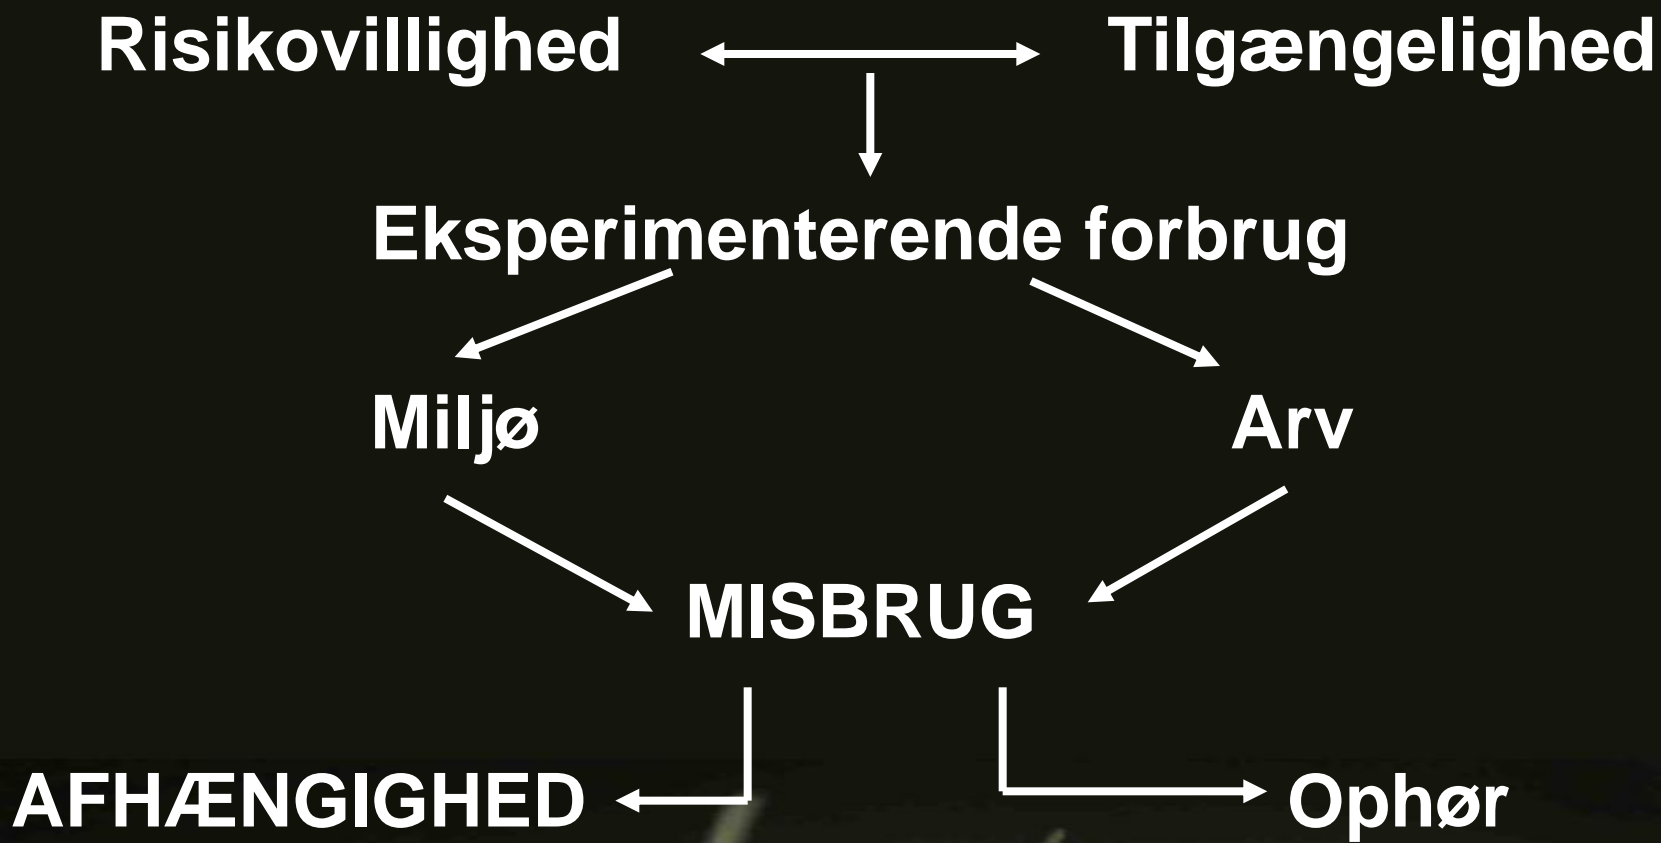 Risikovillighed Tilgængelighed
Eksperimenterende forbrug
Miljø Arv
MISBRUG
AFHÆNGIGHED Ophør